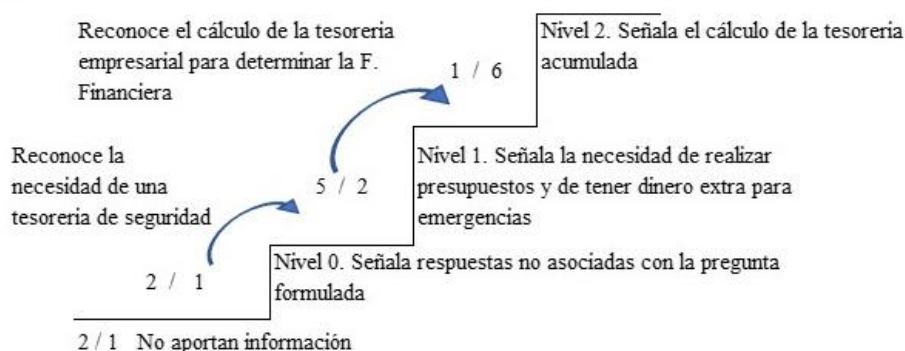 Reconoce el cálculo de la tesoreria
empresarial para determinar la F.
Financiera
1 / 6
Nivel 2. Señala el cálculo de la tesoreria
acumulada
Reconoce la
necesidad de una
tesoreria de seguridad
5 / 2
Nivel 1. Señala la necesidad de realizar
presupuestos y de tener dinero extra para
emergencias
2 / 1
Nivel 0. Señala respuestas no asociadas con la pregunta
formulada
2 / 1 No aportan información